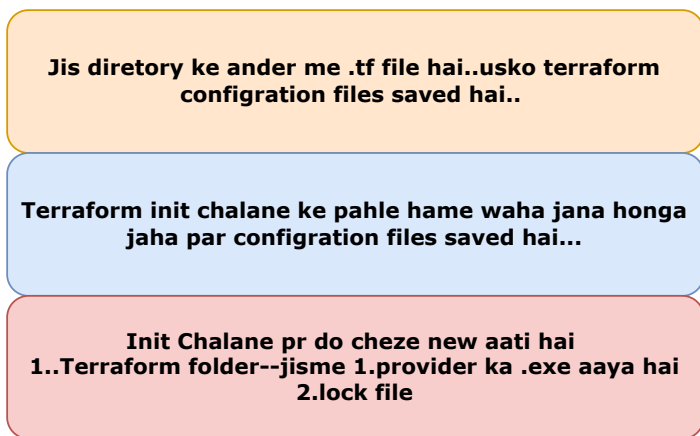 Jis diretory ke ander me .tf file hai..usko terraform
configration files saved hai..
Terraform init chalane ke pahle hame waha jana honga
jaha par configration files saved hai...
Init Chalane pr do cheze new aati hai
1..Terraform folder--jisme 1.provider ka .exe aaya hai
2.lock file